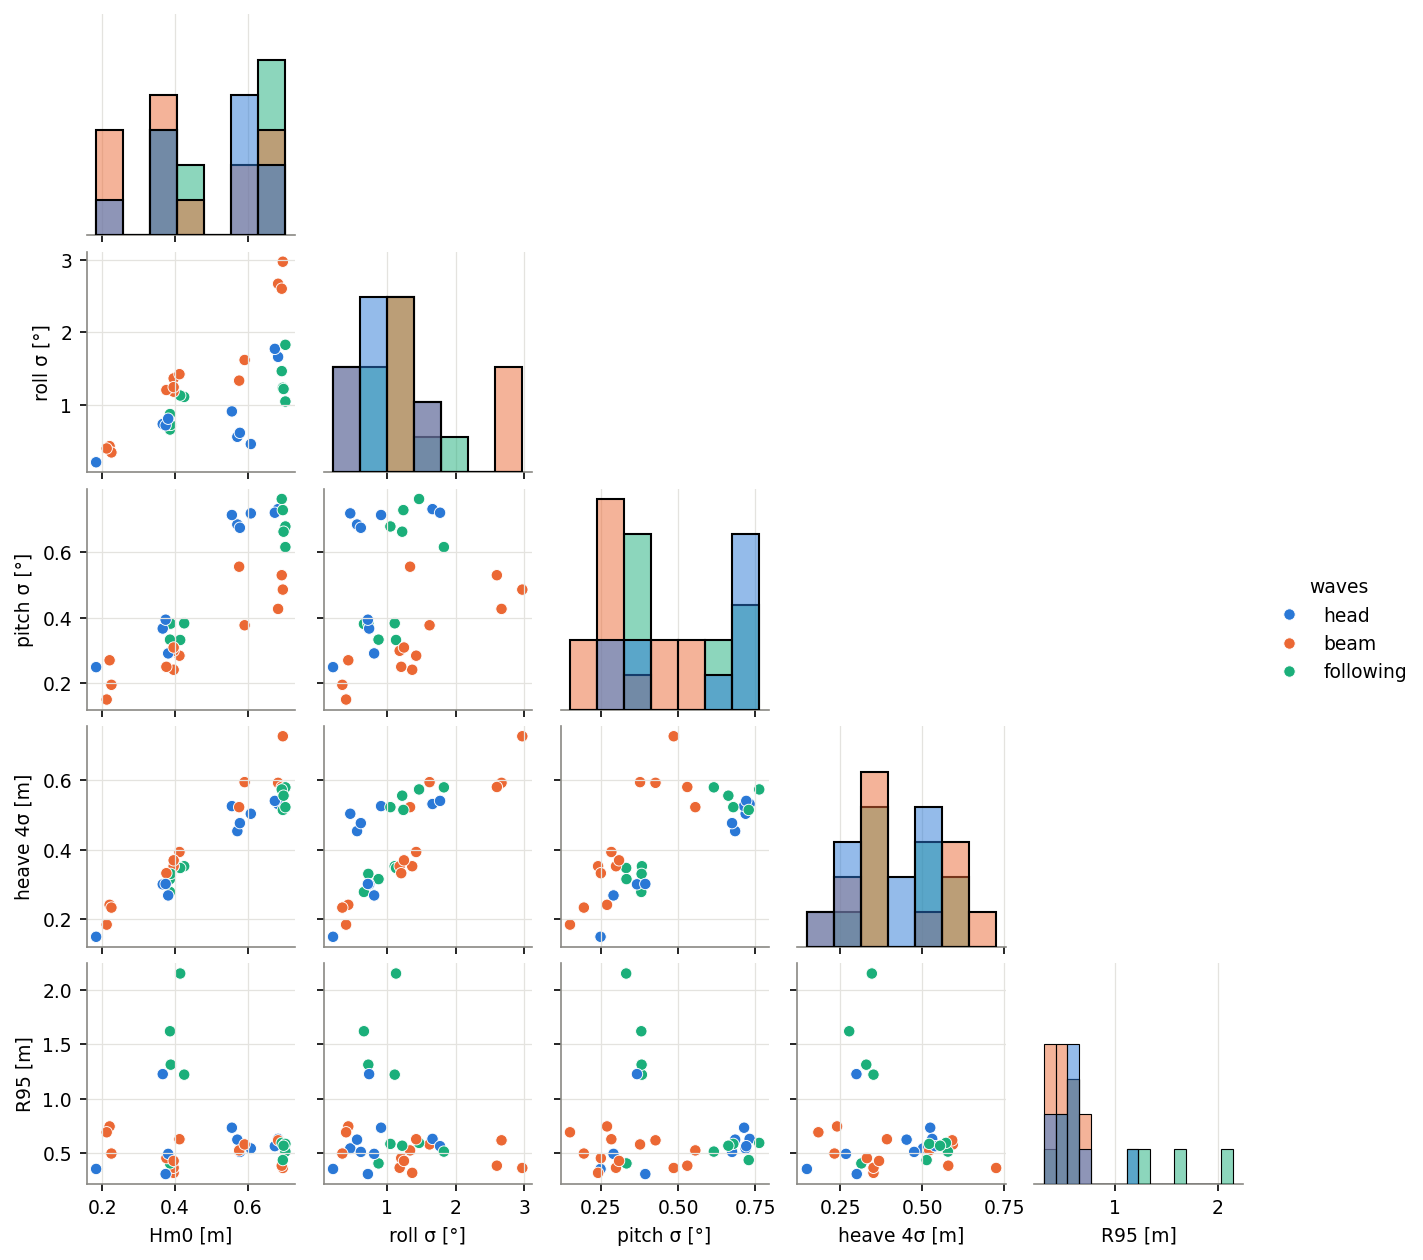 3
2
1
roll σ [°]
0.6
0.4
0.2
pitch σ [°]
waves
head
beam
following
0.6
0.4
0.2
heave 4σ [m]
2.0
1.5
1.0
0.5
R95 [m]
0.2 0.4 0.6
1 2 3
0.25 0.50 0.75
0.25 0.50 0.75
1 2
Hm0 [m]
roll σ [°]
pitch σ [°]
heave 4σ [m]
R95 [m]